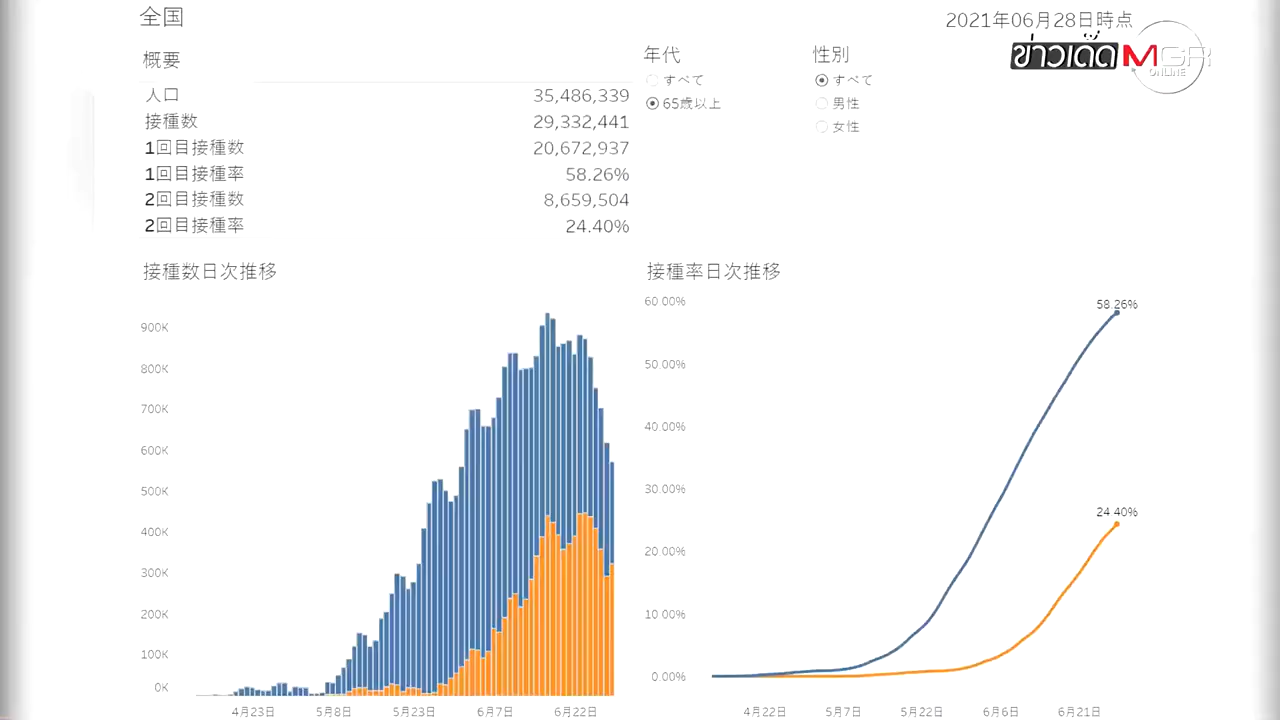 全国
2021年06月28日時点
ข่าวเด็ด MGR ONLINE
概要
人口 35,486,339
接種数 29,332,441
1回目接種数 20,672,937
1回目接種率 58.26%
2回目接種数 8,659,504
2回目接種率 24.40%
年代
すべて
65歳以上
性別
すべて
男性
女性
接種数日次推移
900K
800K
700K
600K
500K
400K
300K
200K
100K
0K
4月23日 5月8日 5月23日 6月7日 6月22日
接種率日次推移
60 00%
50.00%
40.00%
30.00%
20.00%
10 00%
0.00%
58.26%
24 40%
4月22日 5月7日 5月22日 6月6日 6月21日